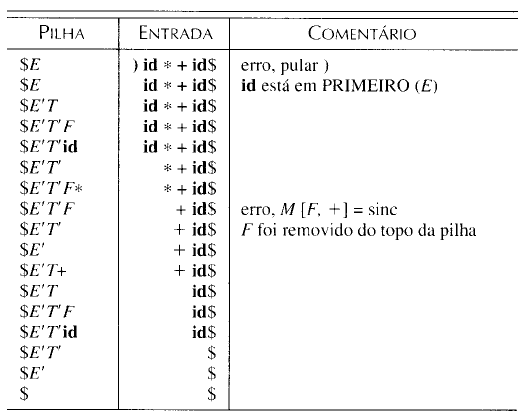 PILHA ENTRADA COMENTÁRIO
$E ) id * + id$ erro, pular )
$E id * + id$ id está em PRIMEIRO (E)
$E'T id * + id$
$E'T'F id * + id$
$E'T'id id * + id$
$E'T' * + id$
$E'T'F* * + id$
$E'T'F + id$ erro, M [F, +] = sinc
$E'T' + id$ F foi removido do topo da pilha
$E' + id$
$E'T+ + id$
$E'T id$
$E'T'F id$
$E'T'id id$
$E'T' $
$E' $
$ $